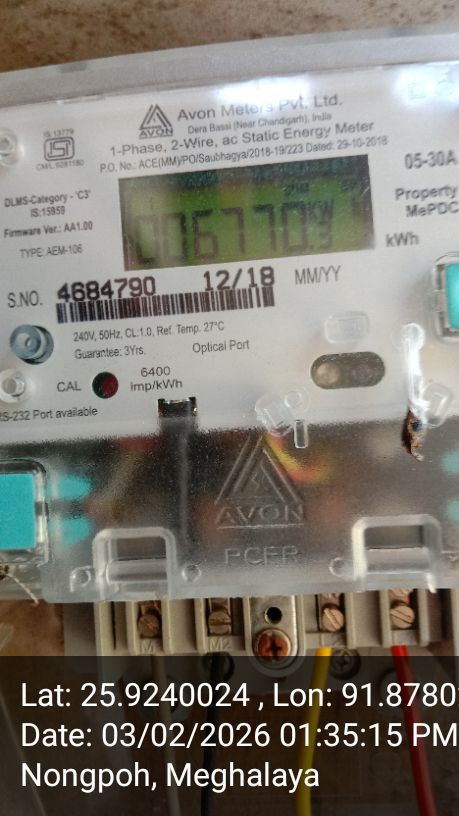 Avon Meters Pvt. Ltd.
Dera Bassi (Near Chandigarh), India
1-Phase, 2-Wire, ac Static Energy Meter
P.O. No.: ACE(MM)/PO/Saubhagya/2018-19/223 Dated: 29-10-2018
AVON
IS:13779
ISI
05-30A
DLMS-Category - 'C3'
IS:15959
Firmware Ver.: AA1.00
TYPE: AEM-106
Property
MePDC
006770
kWh
S.NO. 4684790 12/18 MM/YY
240V, 50Hz, CL:1.0, Ref. Temp. 27°C
Guarantee: 3Yrs. Optical Port
CAL 6400
imp/kWh
RS-232 Port available
AVON
M2
Lat: 25.9240024 , Lon: 91.8780
Date: 03/02/2026 01:35:15 PM
Nongpoh, Meghalaya